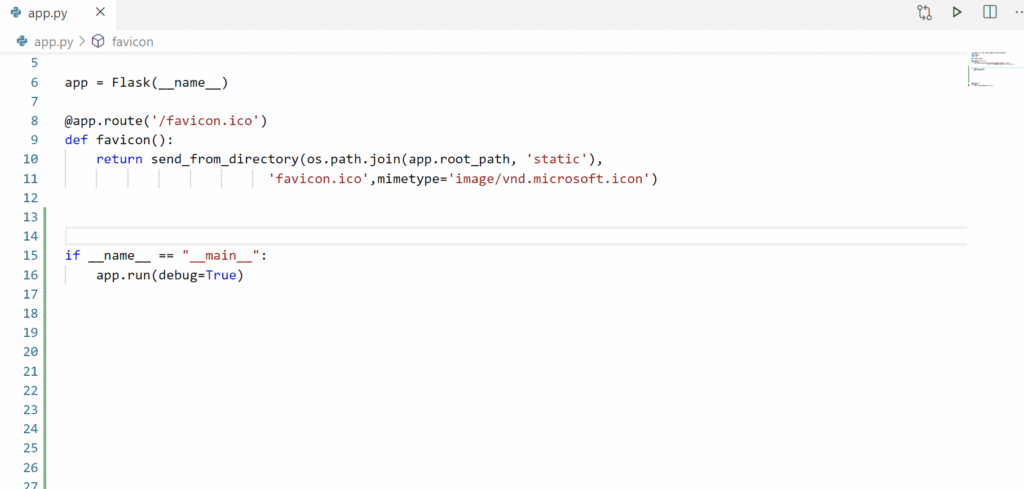 app.py
app.py > favicon
5
6 app = Flask(__name__)
7
8 @app.route('/favicon.ico')
9 def favicon():
10     return send_from_directory(os.path.join(app.root_path, 'static'),
11                           'favicon.ico',mimetype='image/vnd.microsoft.icon')
12
13
14
15 if __name__ == "__main__":
16     app.run(debug=True)
17
18
19
20
21
22
23
24
25
26
27